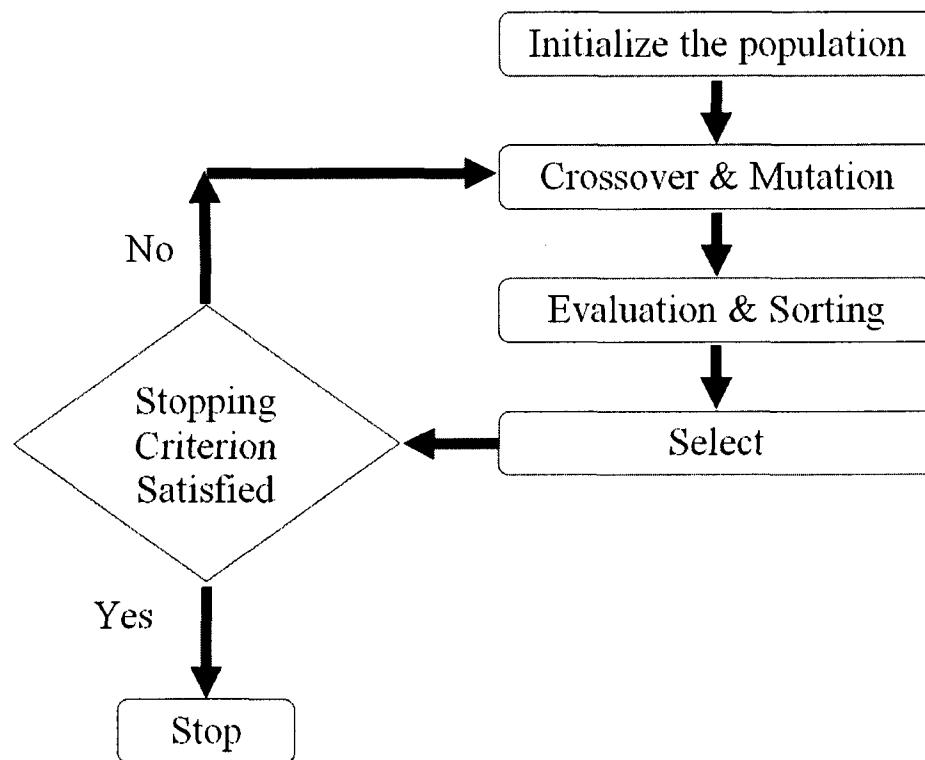 Initialize the population
Crossover & Mutation
No
Evaluation & Sorting
Stopping
Criterion
Satisfied
Select
Yes
Stop